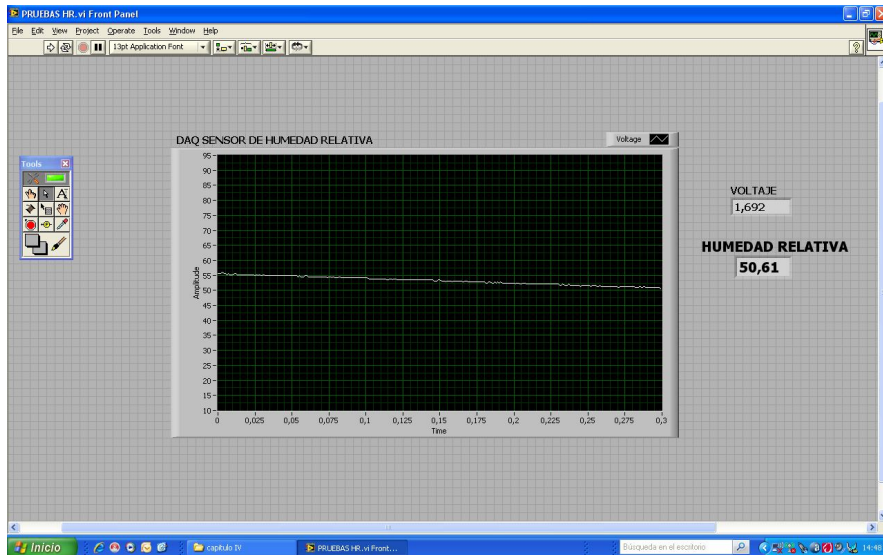 PRUEBAS HR.vi Front Panel
File Edit View Project Operate Tools Window Help
13pt Application Font
DAQ SENSOR DE HUMEDAD RELATIVA
Voltage
95
90
85
80
75
70
65
60
55
50
45
40
35
30
25
20
15
10
Amplitude
0 0,025 0,05 0,075 0,1 0,125 0,15 0,175 0,2 0,225 0,25 0,275 0,3
Time
Tools
A
VOLTAJE
1,692
HUMEDAD RELATIVA
50,61
Inicio
capitulo IV
PRUEBAS HR.vi Front...
Búsqueda en el escritorio
14:48